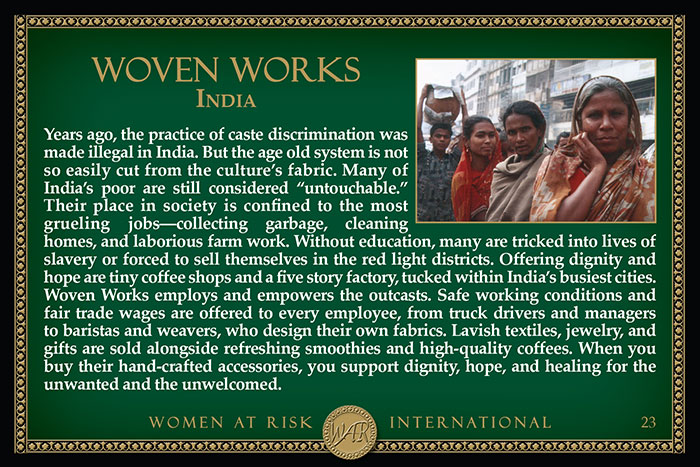 WOVEN WORKS
INDIA
Years ago, the practice of caste discrimination was
made illegal in India. But the age old system is not
so easily cut from the culture's fabric. Many of
India's poor are still considered “untouchable.”
Their place in society is confined to the most
grueling jobs—collecting garbage, cleaning
homes, and laborious farm work. Without education, many are tricked into lives of
slavery or forced to sell themselves in the red light districts. Offering dignity and
hope are tiny coffee shops and a five story factory, tucked within India's busiest cities.
Woven Works employs and empowers the outcasts. Safe working conditions and
fair trade wages are offered to every employee, from truck drivers and managers
to baristas and weavers, who design their own fabrics. Lavish textiles, jewelry, and
gifts are sold alongside refreshing smoothies and high-quality coffees. When you
buy their hand-crafted accessories, you support dignity, hope, and healing for the
unwanted and the unwelcomed.
WOMEN AT RISK WAR INTERNATIONAL 23